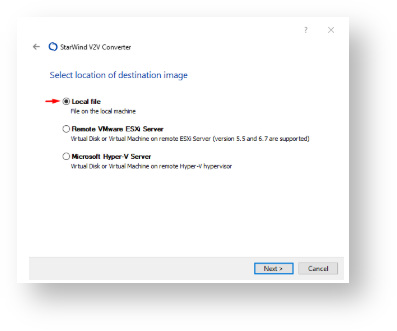 ?
StarWind V2V Converter
Select location of destination image
Local file
File on the local machine
Remote VMware ESXi Server
Virtual Disk or Virtual Machine on remote ESXi Server (version 5.5 and 6.7 are supported)
Microsoft Hyper-V Server
Virtual Disk or Virtual Machine on remote Hyper-V hypervisor
Next >
Cancel